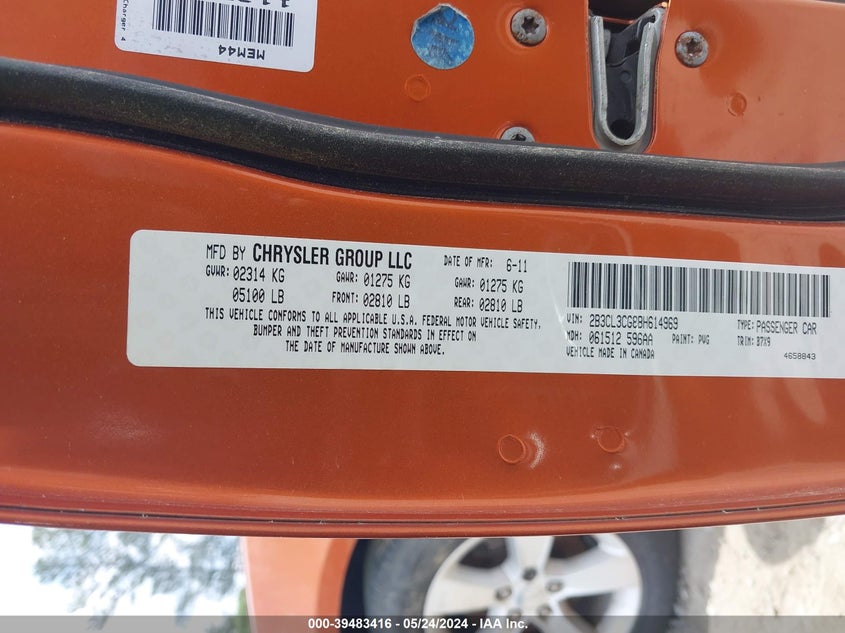 Charger 4
MEM44
MFD BY CHRYSLER GROUP LLC
DATE OF MFR: 6-11
GVWR: 02314 KG
GAWR: 01275 KG
GAWR: 01275 KG
05100 LB
FRONT: 02810 LB
REAR: 02810 LB
THIS VEHICLE CONFORMS TO ALL APPLICABLE U.S.A. FEDERAL MOTOR VEHICLE SAFETY,
BUMPER AND THEFT PREVENTION STANDARDS IN EFFECT ON
THE DATE OF MANUFACTURE SHOWN ABOVE.
VIN: 2B3CL3CG8BH614969
TYPE: PASSENGER CAR
MDH: 061512 596AA
PAINT: PVG
TRIM: B7X9
VEHICLE MADE IN CANADA
4658843
000-39483416 - 05/24/2024 - IAA Inc.